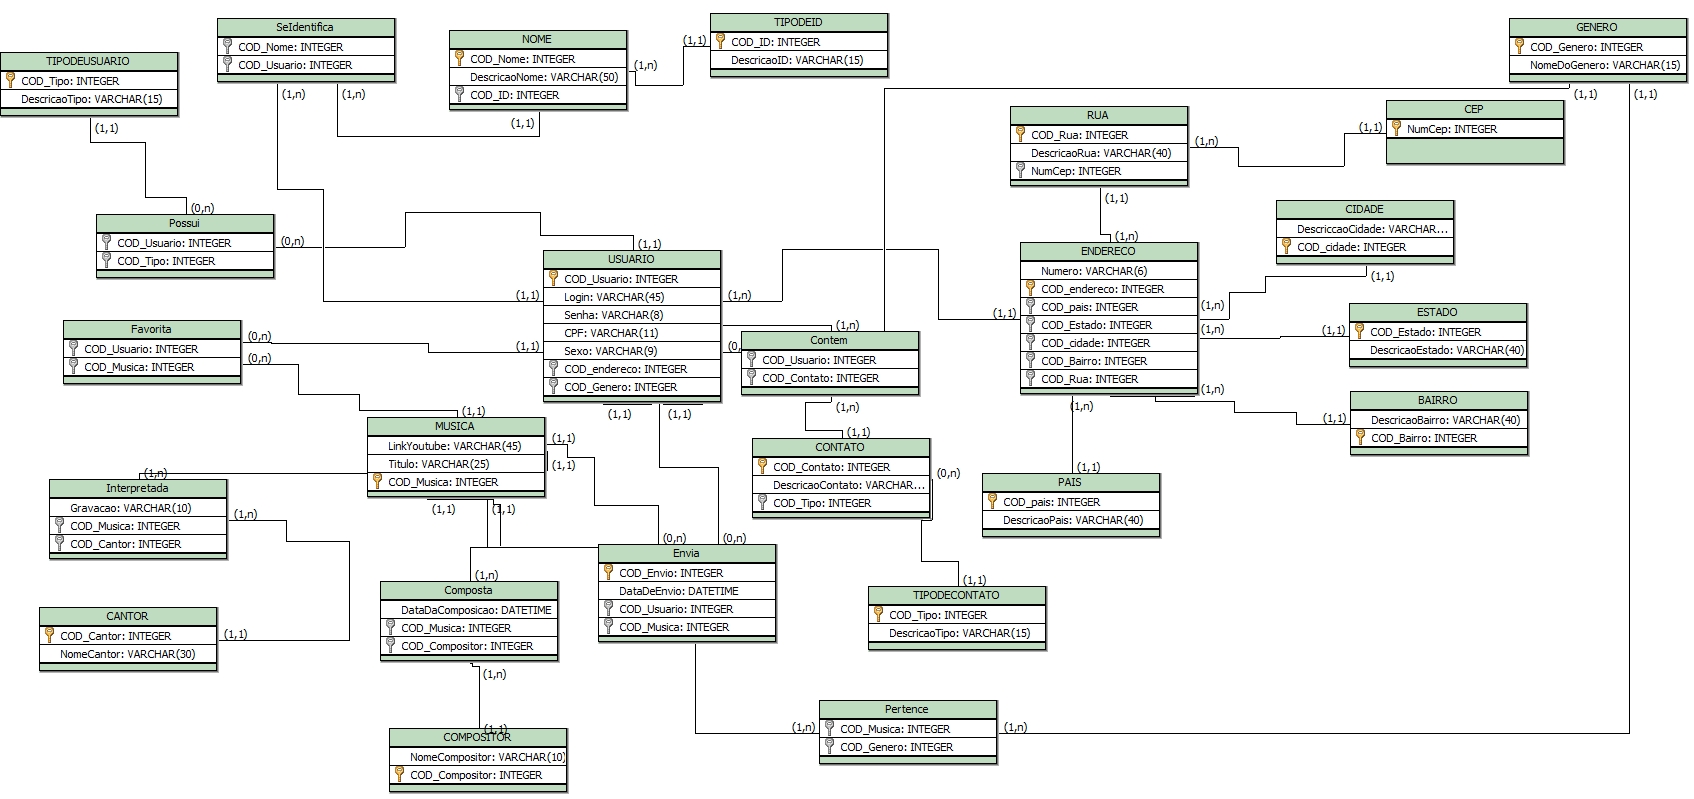 TIPODEUSUARIO
COD_Tipo: INTEGER
DescricaoTipo: VARCHAR(15)
(1,1)
SeIdentifica
COD_Nome: INTEGER
COD_Usuario: INTEGER
(1,n)
(1,n)
NOME
COD_Nome: INTEGER
DescricaoNome: VARCHAR(50)
COD_ID: INTEGER
(1,n)
(1,1)
TIPODEID
COD_ID: INTEGER
DescricaoID: VARCHAR(15)
(1,1)
GENERO
COD_Genero: INTEGER
NomeDoGenero: VARCHAR(15)
(1,1)
(1,1)
RUA
COD_Rua: INTEGER
DescricaoRua: VARCHAR(40)
NumCep: INTEGER
(1,n)
(1,1)
CEP
NumCep: INTEGER
(1,1)
CIDADE
DescriccaoCidade: VARCHAR...
COD_cidade: INTEGER
(1,1)
Possui
COD_Usuario: INTEGER
COD_Tipo: INTEGER
(0,n)
(0,n)
USUARIO
COD_Usuario: INTEGER
Login: VARCHAR(45)
Senha: VARCHAR(8)
CPF: VARCHAR(11)
Sexo: VARCHAR(9)
COD_endereco: INTEGER
COD_Genero: INTEGER
(1,1)
(1,1)
(1,1)
(1,n)
(0,
(1,1)
(1,1)
ENDERECO
Numero: VARCHAR(6)
COD_endereco: INTEGER
COD_pais: INTEGER
COD_Estado: INTEGER
COD_cidade: INTEGER
COD_Bairro: INTEGER
COD_Rua: INTEGER
(1,n)
(1,1)
(1,n)
(1,n)
(1,n)
(1,n)
ESTADO
COD_Estado: INTEGER
DescricaoEstado: VARCHAR(40)
(1,1)
BAIRRO
DescricaoBairro: VARCHAR(40)
COD_Bairro: INTEGER
(1,1)
PAIS
COD_pais: INTEGER
DescricaoPais: VARCHAR(40)
(1,1)
Favorita
COD_Usuario: INTEGER
COD_Musica: INTEGER
(0,n)
(0,n)
Contem
COD_Usuario: INTEGER
COD_Contato: INTEGER
(1,n)
(1,n)
CONTATO
COD_Contato: INTEGER
DescricaoContato: VARCHAR...
COD_Tipo: INTEGER
(1,1)
(0,n)
TIPODECONTATO
COD_Tipo: INTEGER
DescricaoTipo: VARCHAR(15)
(1,1)
MUSICA
LinkYoutube: VARCHAR(45)
Titulo: VARCHAR(25)
COD_Musica: INTEGER
(1,1)
(1,1)
(1,1)
(1,1)
(1,1)
Interpretada
Gravacao: VARCHAR(10)
COD_Musica: INTEGER
COD_Cantor: INTEGER
(1,n)
(1,n)
CANTOR
COD_Cantor: INTEGER
NomeCantor: VARCHAR(30)
(1,1)
Composta
DataDaComposicao: DATETIME
COD_Musica: INTEGER
COD_Compositor: INTEGER
(1,n)
(1,n)
Envia
COD_Envio: INTEGER
DataDeEnvio: DATETIME
COD_Usuario: INTEGER
COD_Musica: INTEGER
(0,n)
(0,n)
COMPOSITOR
NomeCompositor: VARCHAR(10)
COD_Compositor: INTEGER
(1,1)
Pertence
COD_Musica: INTEGER
COD_Genero: INTEGER
(1,n)
(1,n)